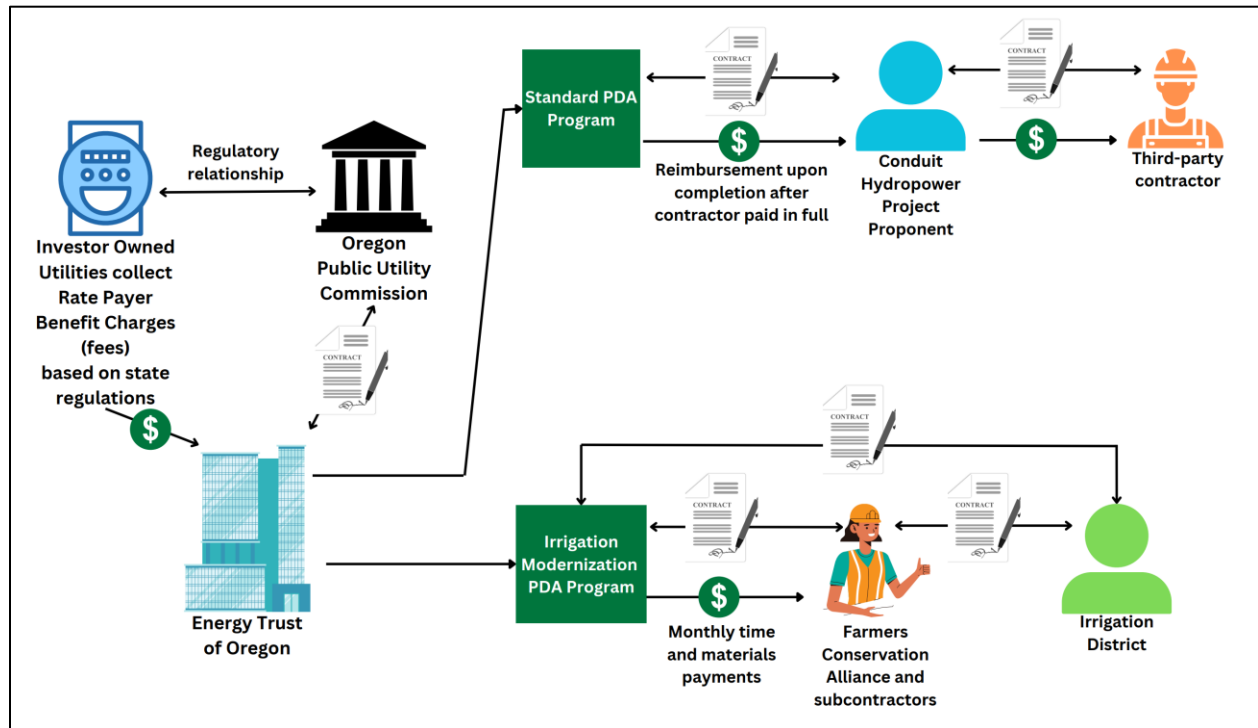 Regulatory
relationship
Investor Owned
Utilities collect
Rate Payer
Benefit Charges
(fees)
based on state
regulations
Oregon
Public Utility
Commission
CONTRACT
$
Energy Trust
of Oregon
Standard PDA
Program
CONTRACT
$
Reimbursement upon
completion after
contractor paid in full
Conduit
Hydropower
Project
Proponent
CONTRACT
$
Third-party
contractor
CONTRACT
Irrigation
Modernization
PDA Program
CONTRACT
$
Monthly time
and materials
payments
Farmers
Conservation
Alliance and
subcontractors
CONTRACT
Irrigation
District